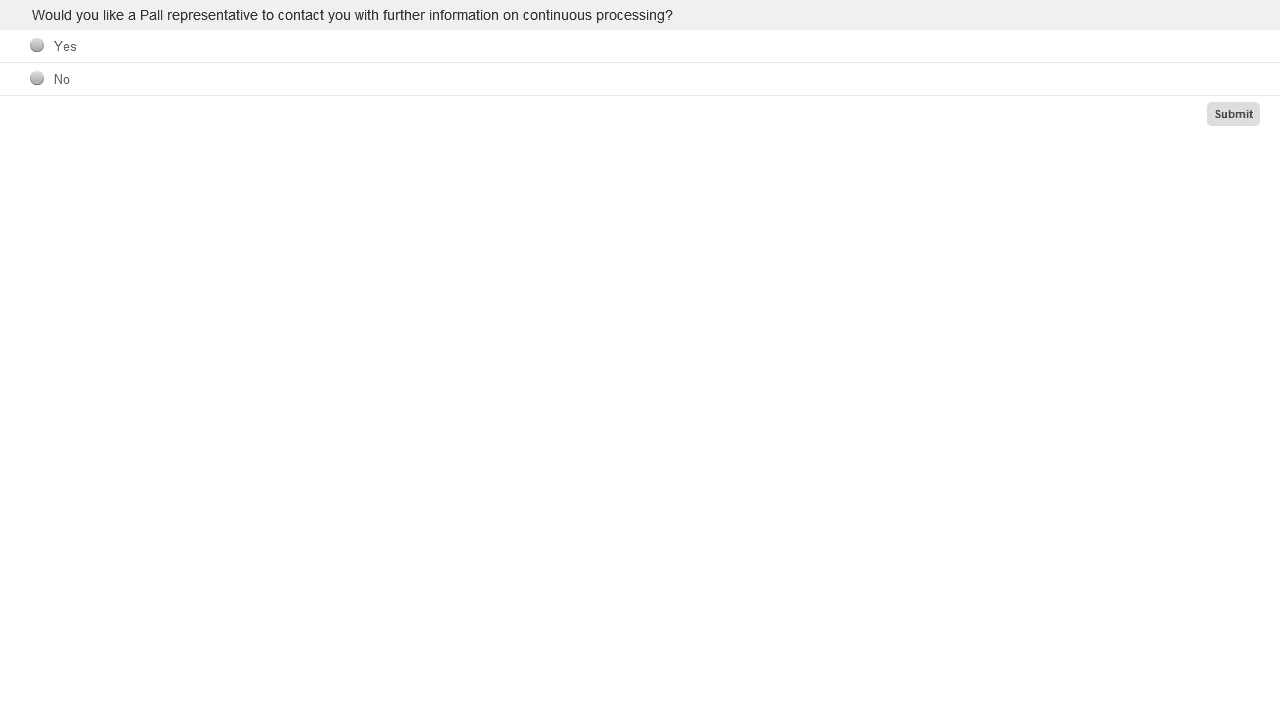 Would you like a Pall representative to contact you with further information on continuous processing?
Yes
No
Submit